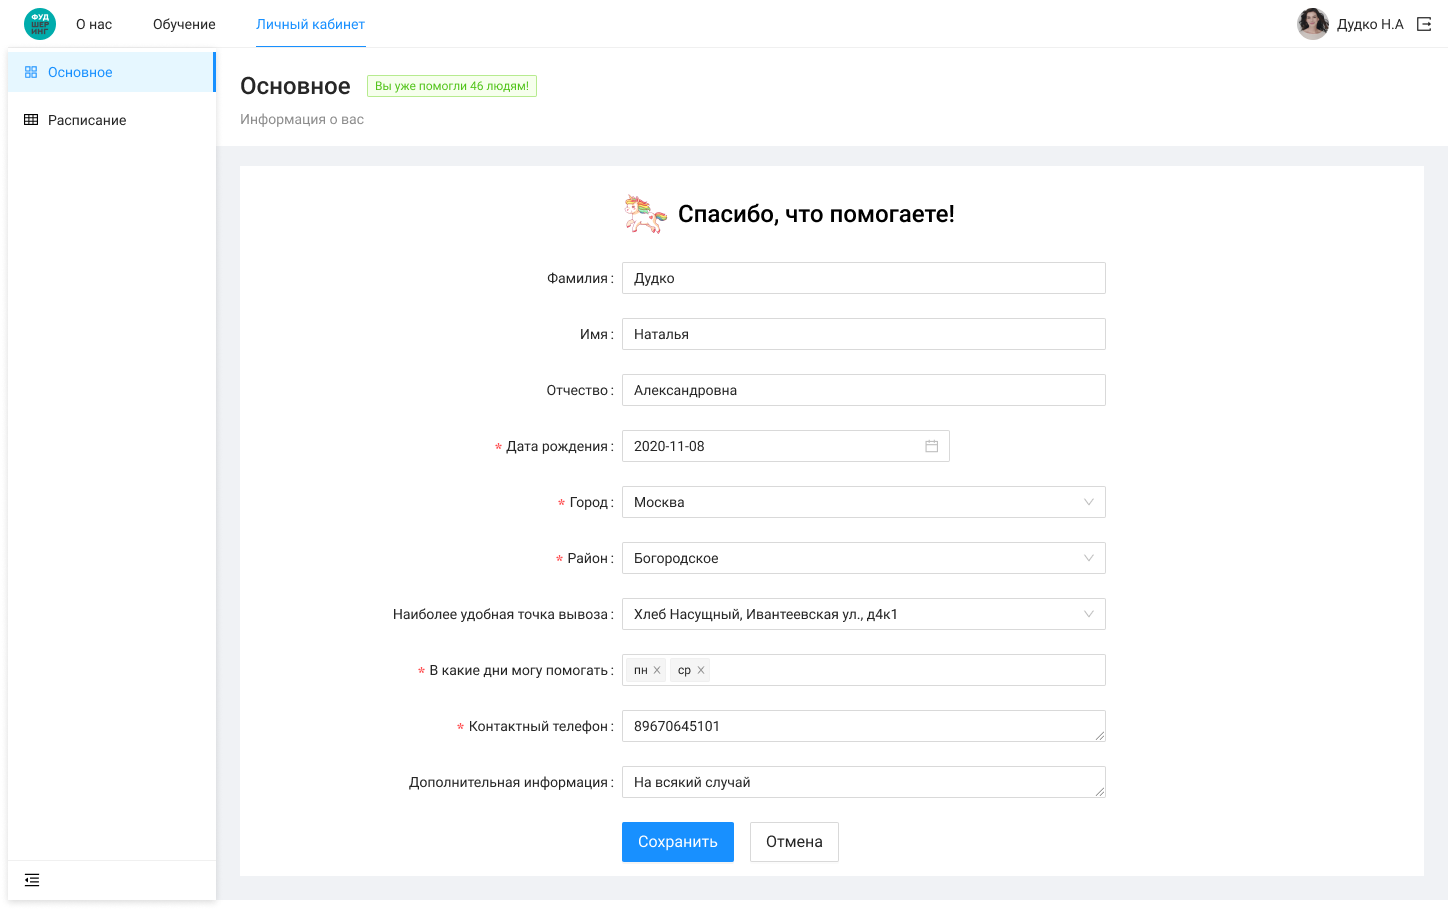 ФУД
ШЕР
ИНГ
О нас
Обучение
Личный кабинет
Дудко Н.А
Основное
Расписание
Основное
Вы уже помогли 46 людям!
Информация о вас
Спасибо, что помогаете!
Фамилия: Дудко
Имя: Наталья
Отчество: Александровна
* Дата рождения: 2020-11-08
* Город: Москва
* Район: Богородское
Наиболее удобная точка вывоза: Хлеб Насущный, Ивантеевская ул., д4к1
* В какие дни могу помогать: пн ср
* Контактный телефон: 89670645101
Дополнительная информация: На всякий случай
Сохранить
Отмена